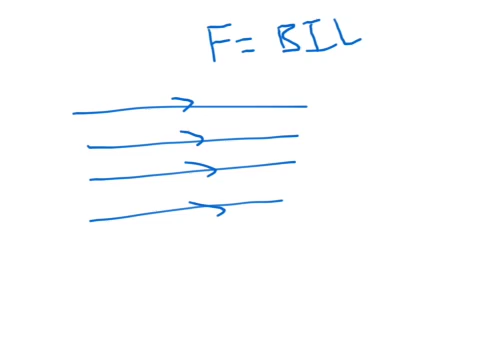 F = BIL